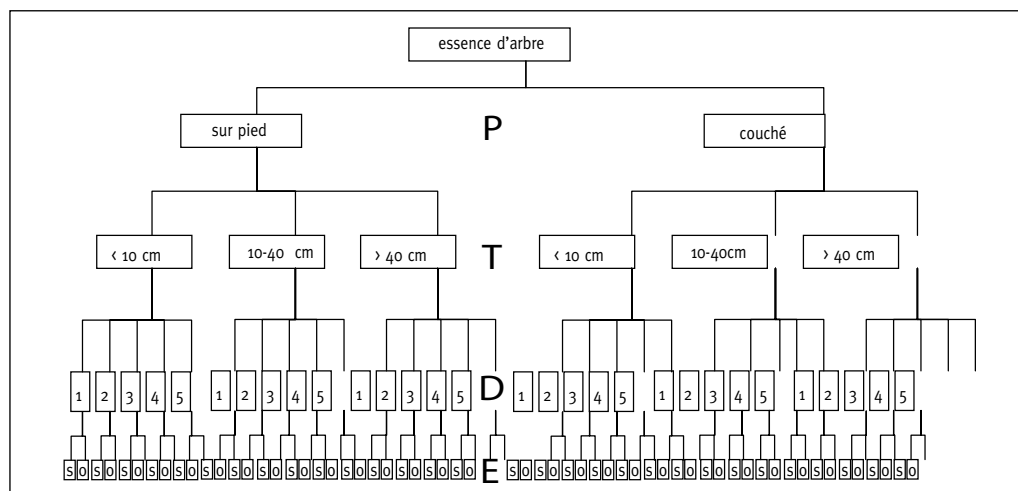 essence d'arbre
sur pied P couché
< 10 cm 10-40 cm > 40 cm T < 10 cm 10-40cm > 40 cm
1 2 3 4 5 1 2 3 4 5 1 2 3 4 5 D 1 2 3 4 5 1 2 3 4 5 1 2 3 4 5
S O S O S O S O S O S O S O S O S O S O S O S O S O S O S O E S O S O S O S O S O S O S O S O S O S O S O S O S O S O S O